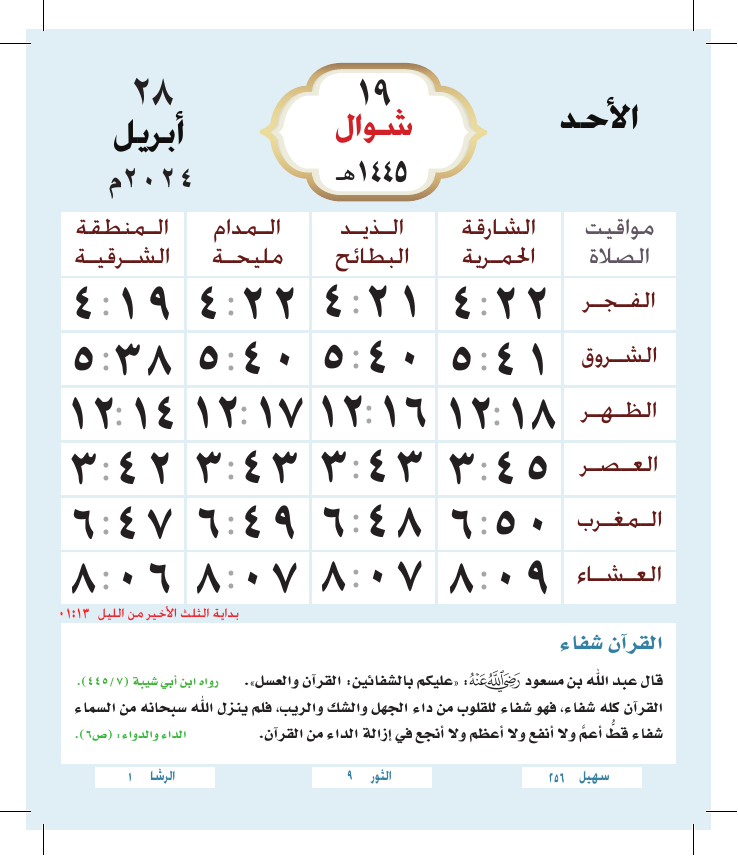 الأحد
١٩
شوال
١٤٤٥هـ
٢٨
أبريل
٢٠٢٤م
مواقيت الصلاة | الشارقة الحمرية | الذيد البطائح | المدام مليحة | المنطقة الشرقية
الفجر ٤:٢٢ ٤:٢١ ٤:٢٢ ٤:١٩
الشروق ٥:٤١ ٥:٤٠ ٥:٤٠ ٥:٣٨
الظهر ١٢:١٨ ١٢:١٦ ١٢:١٧ ١٢:١٤
العصر ٣:٤٥ ٣:٤٣ ٣:٤٣ ٣:٤٢
المغرب ٦:٥٠ ٦:٤٨ ٦:٤٩ ٦:٤٧
العشاء ٨:٠٩ ٨:٠٧ ٨:٠٧ ٨:٠٦
بداية الثلث الأخير من الليل ٠١:١٣
القرآن شفاء
قال عبد الله بن مسعود رَضِيَ اللَّهُ عَنْهُ: «عليكم بالشفائين: القرآن والعسل». رواه ابن أبي شيبة (٤٤٥/٧).
القرآن كله شفاء، فهو شفاء للقلوب من داء الجهل والشك والريب، فلم ينزل الله سبحانه من السماء
شفاء قطُّ أعمَّ ولا أنفع ولا أعظم ولا أنجع في إزالة الداء من القرآن. الداء والدواء: (ص٦).
سهيل ٢٥٦
الثور ٩
الرشا ١